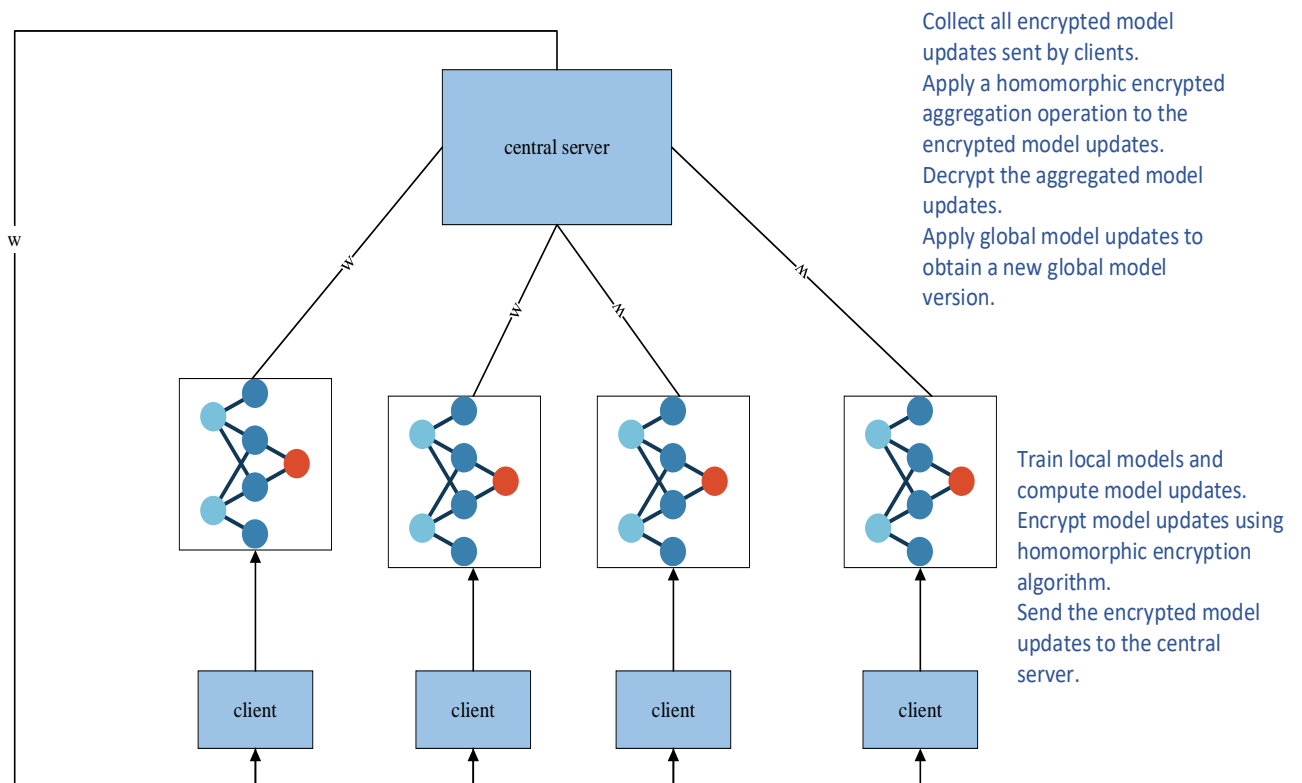 Collect all encrypted model
updates sent by clients.
Apply a homomorphic encrypted
aggregation operation to the
encrypted model updates.
Decrypt the aggregated model
updates.
Apply global model updates to
obtain a new global model
version.
central server
w
w
w
w
w
Train local models and
compute model updates.
Encrypt model updates using
homomorphic encryption
algorithm.
Send the encrypted model
updates to the central
server.
client
client
client
client